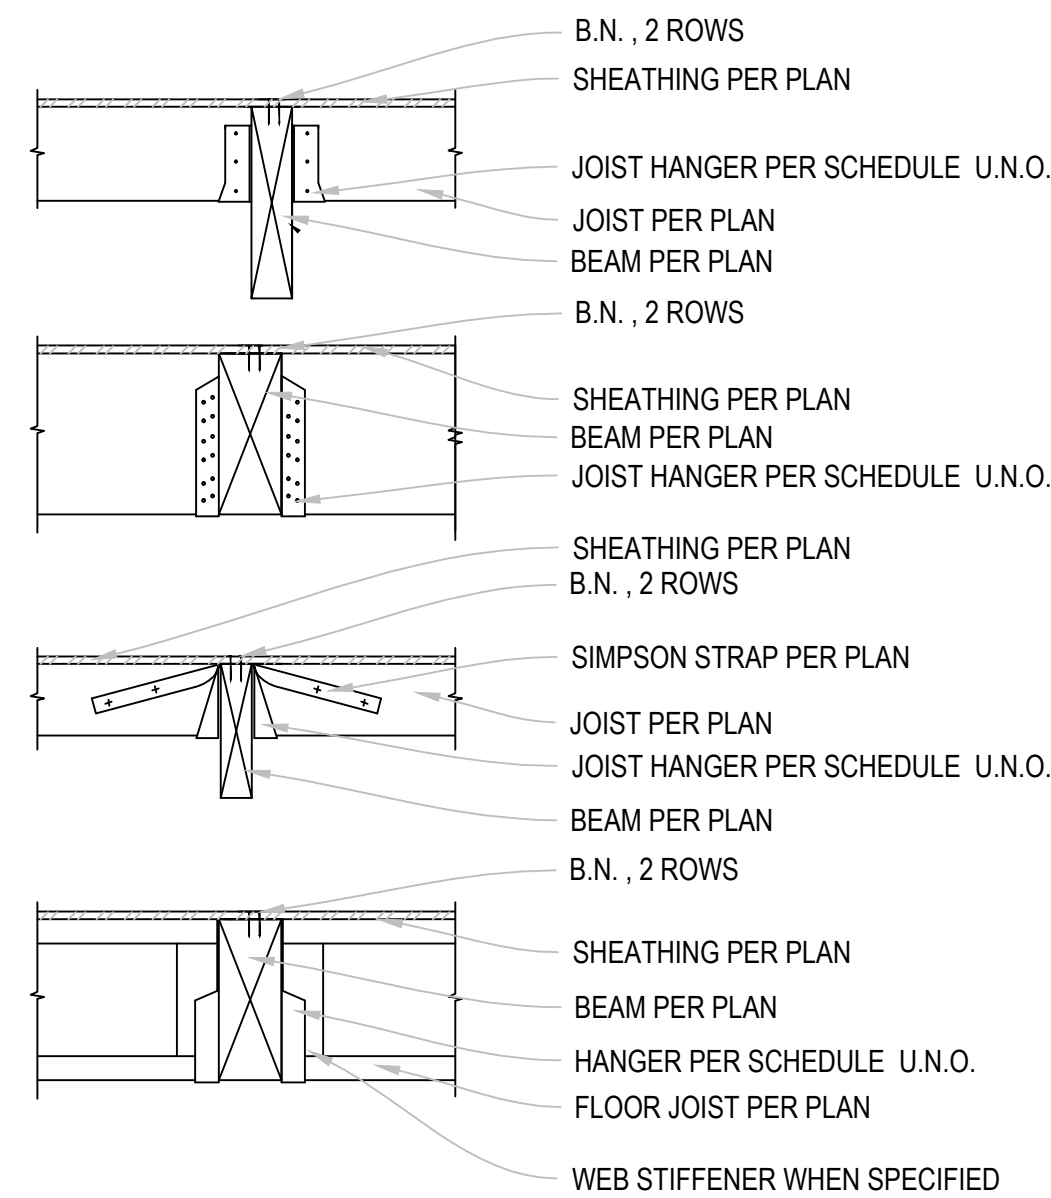 B.N. , 2 ROWS
SHEATHING PER PLAN
JOIST HANGER PER SCHEDULE U.N.O.
JOIST PER PLAN
BEAM PER PLAN
B.N. , 2 ROWS
SHEATHING PER PLAN
BEAM PER PLAN
JOIST HANGER PER SCHEDULE U.N.O.
SHEATHING PER PLAN
B.N. , 2 ROWS
SIMPSON STRAP PER PLAN
JOIST PER PLAN
JOIST HANGER PER SCHEDULE U.N.O.
BEAM PER PLAN
B.N. , 2 ROWS
SHEATHING PER PLAN
BEAM PER PLAN
HANGER PER SCHEDULE U.N.O.
FLOOR JOIST PER PLAN
WEB STIFFENER WHEN SPECIFIED